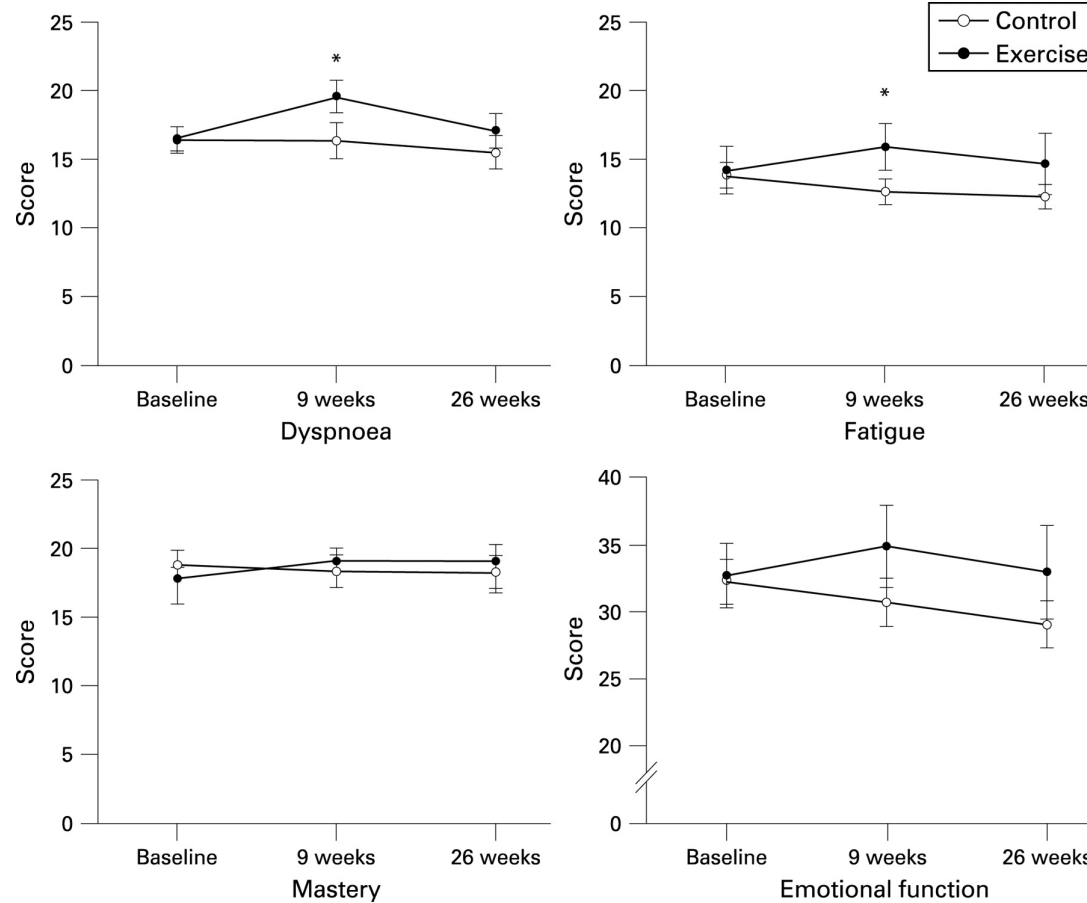 Control
Exercise
25
20
15
10
5
0
Score
*
Baseline
9 weeks
26 weeks
Dyspnoea
25
20
15
10
5
0
Score
*
Baseline
9 weeks
26 weeks
Fatigue
25
20
15
10
5
0
Score
Baseline
9 weeks
26 weeks
Mastery
40
35
30
25
20
0
Score
Baseline
9 weeks
26 weeks
Emotional function